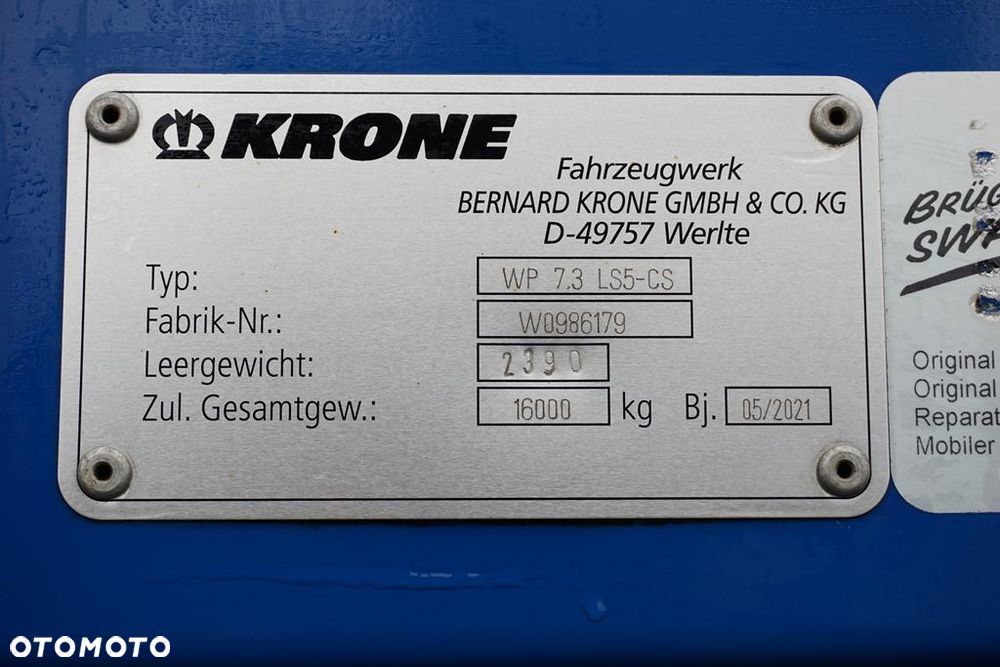 KRONE
Fahrzeugwerk
BERNARD KRONE GMBH & CO. KG
D-49757 Werlte
Typ: WP 7.3 LS5-CS
Fabrik-Nr.: W0986179
Leergewicht: 2390
Zul. Gesamtgew.: 16000 kg Bj. 05/2021
Original
Original
Mobiler
OTOMOTO